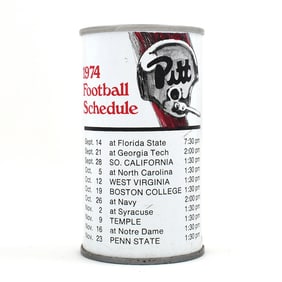 1974
Football
Schedule
Pitt
Sept. 14 at Florida State 7:30 pm
Sept. 21 at Georgia Tech 2:00 pm
Sept. 28 SO. CALIFORNIA 1:30 pm
Oct. 5 at North Carolina 1:30 pm
Oct. 12 WEST VIRGINIA 1:30 pm
Oct. 19 BOSTON COLLEGE 1:30 pm
Oct. 26 at Navy 2:00 pm
Nov. 2 at Syracuse 1:30 pm
Nov. 9 TEMPLE 1:30 pm
Nov. 16 at Notre Dame 1:30 pm
Nov. 23 PENN STATE 1:30 pm